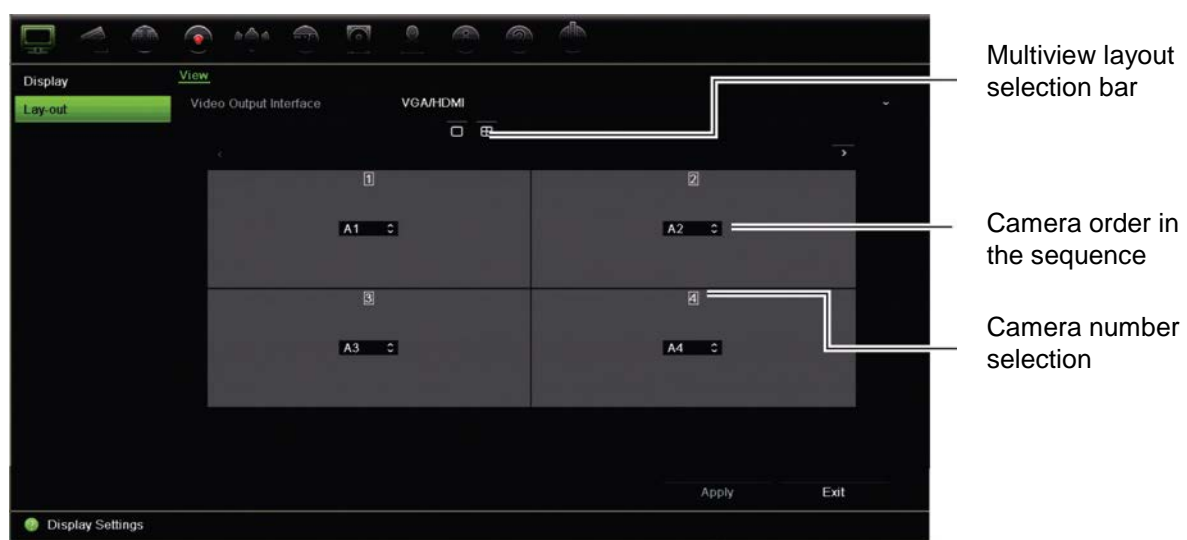 Display
View
Lay-out
Video Output Interface
VGA/HDMI
1
2
A1
A2
3
4
A3
A4
Apply
Exit
Display Settings
Multiview layout
selection bar
Camera order in
the sequence
Camera number
selection